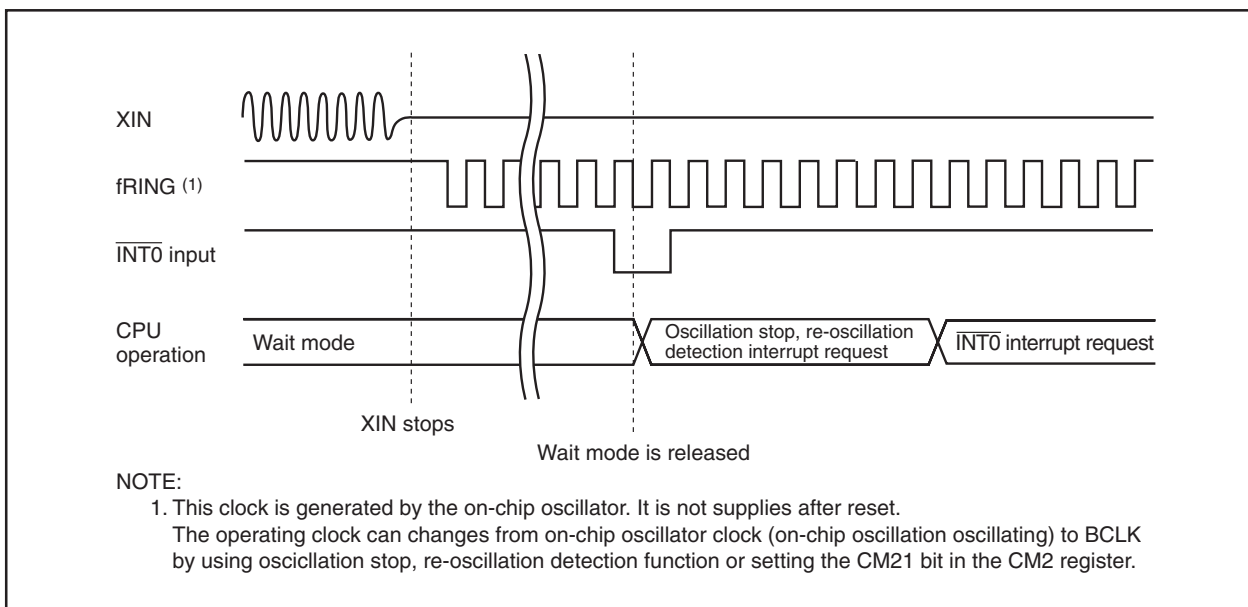 XIN
fRING (1)
INT0 input
CPU
operation
Wait mode
Oscillation stop, re-oscillation
detection interrupt request
INT0 interrupt request
XIN stops
Wait mode is released
NOTE:
1. This clock is generated by the on-chip oscillator. It is not supplies after reset.
The operating clock can changes from on-chip oscillator clock (on-chip oscillation oscillating) to BCLK
by using oscicllation stop, re-oscillation detection function or setting the CM21 bit in the CM2 register.